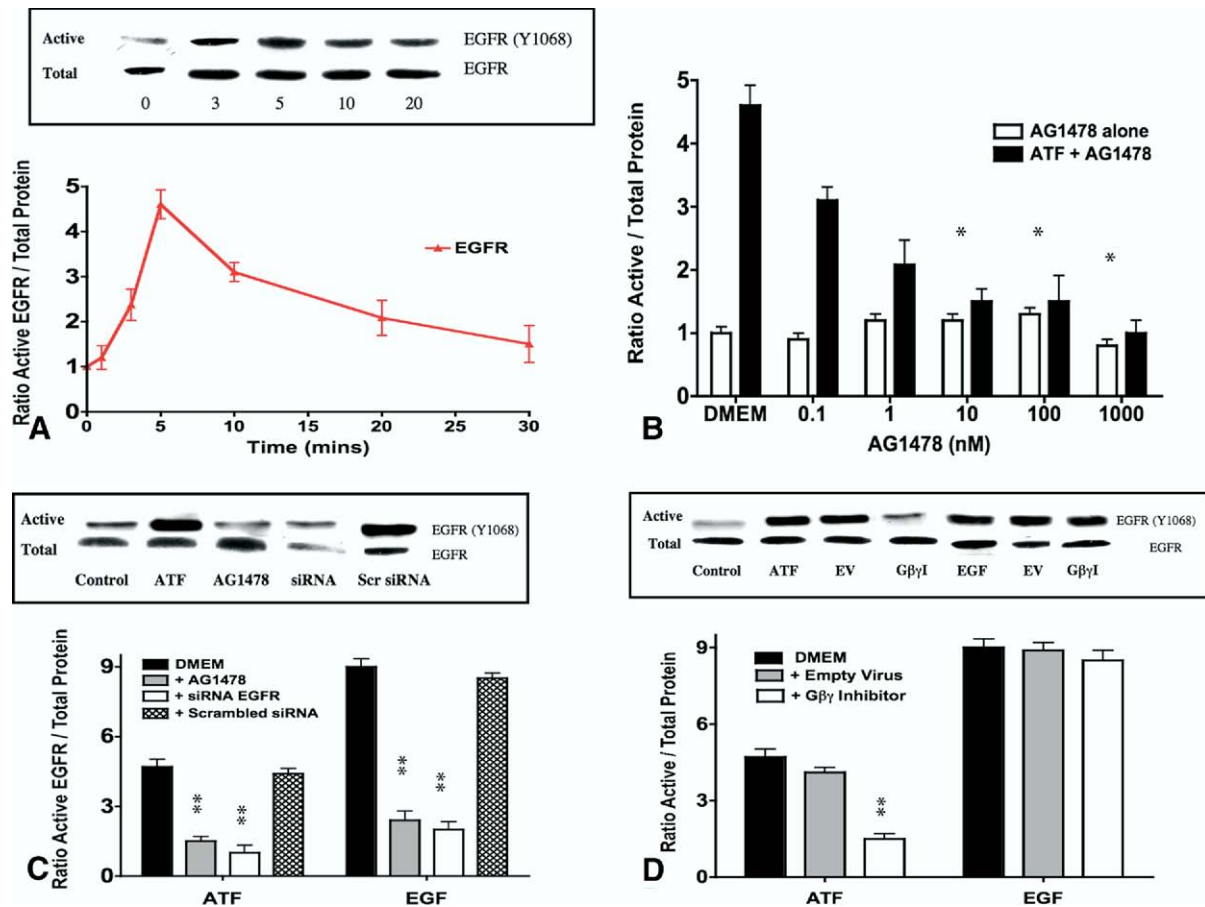 Active EGFR (Y1068)
Total EGFR
0 3 5 10 20
Ratio Active EGFR / Total Protein
5
4
3
2
1
0
EGFR
0 5 10 15 20 25 30
Time (mins)
A
Ratio Active / Total Protein
5
4
3
2
1
0
AG1478 alone
ATF + AG1478
* * *
DMEM 0.1 1 10 100 1000
AG1478 (nM)
B
Active EGFR (Y1068)
Total EGFR
Control ATF AG1478 siRNA Scr siRNA
Ratio Active EGFR / Total Protein
9
6
3
0
DMEM
+ AG1478
+ siRNA EGFR
+ Scrambled siRNA
** ** ** **
ATF EGF
C
Active EGFR (Y1068)
Total EGFR
Control ATF EV GβγI EGF EV GβγI
Ratio Active / Total Protein
9
6
3
0
DMEM
+ Empty Virus
+ Gβγ Inhibitor
**
ATF EGF
D